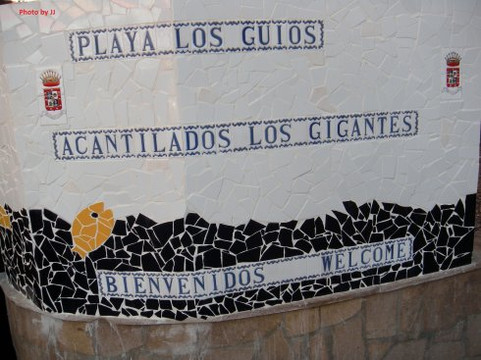 Photo by JJ
PLAYA LOS GUIOS
ACANTILADOS LOS GIGANTES
BIENVENIDOS WELCOME